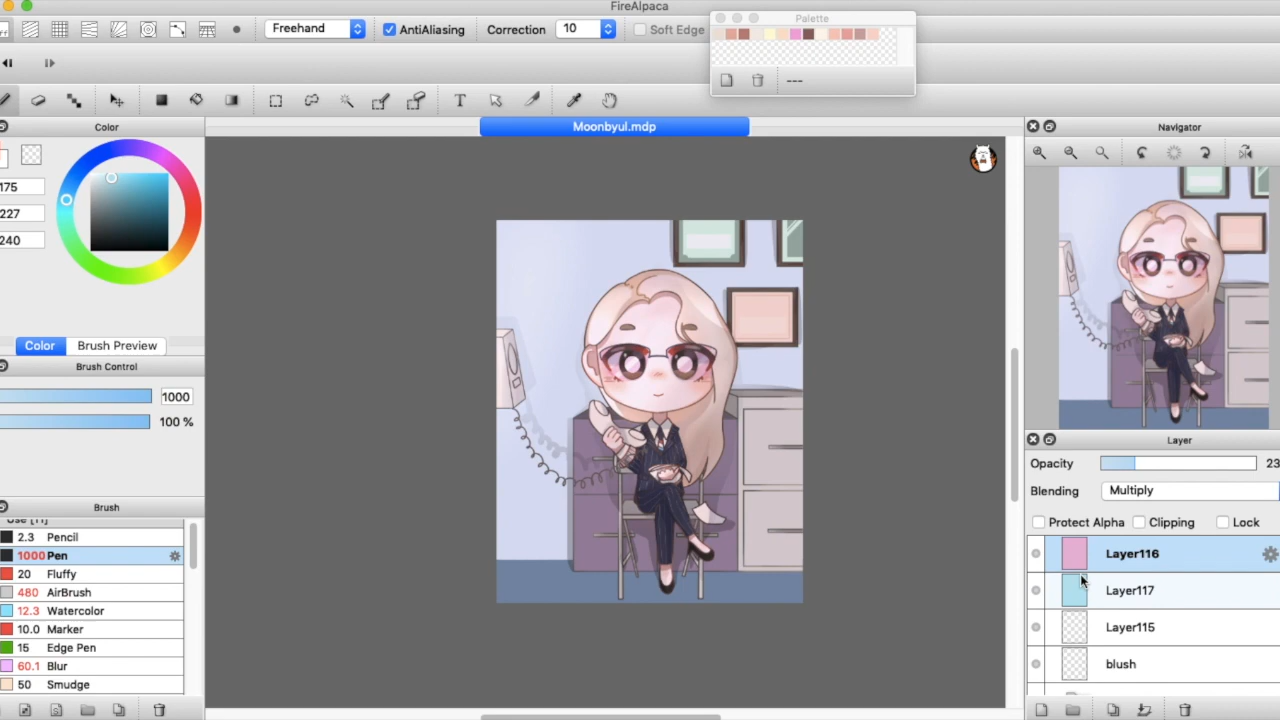 FireAlpaca
Freehand
AntiAliasing
Correction
10
Soft Edge
Palette
---
T
Color
175
227
240
Color
Brush Preview
Brush Control
1000
100 %
Brush
2.3 Pencil
1000 Pen
20 Fluffy
480 AirBrush
12.3 Watercolor
10.0 Marker
15 Edge Pen
60.1 Blur
50 Smudge
Moonbyul.mdp
Navigator
Layer
Opacity
23
Blending
Multiply
Protect Alpha
Clipping
Lock
Layer116
Layer117
Layer115
blush